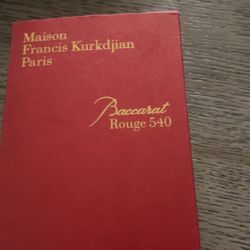 Maison
Francis Kurkdjian
Paris
Baccarat
Rouge 540